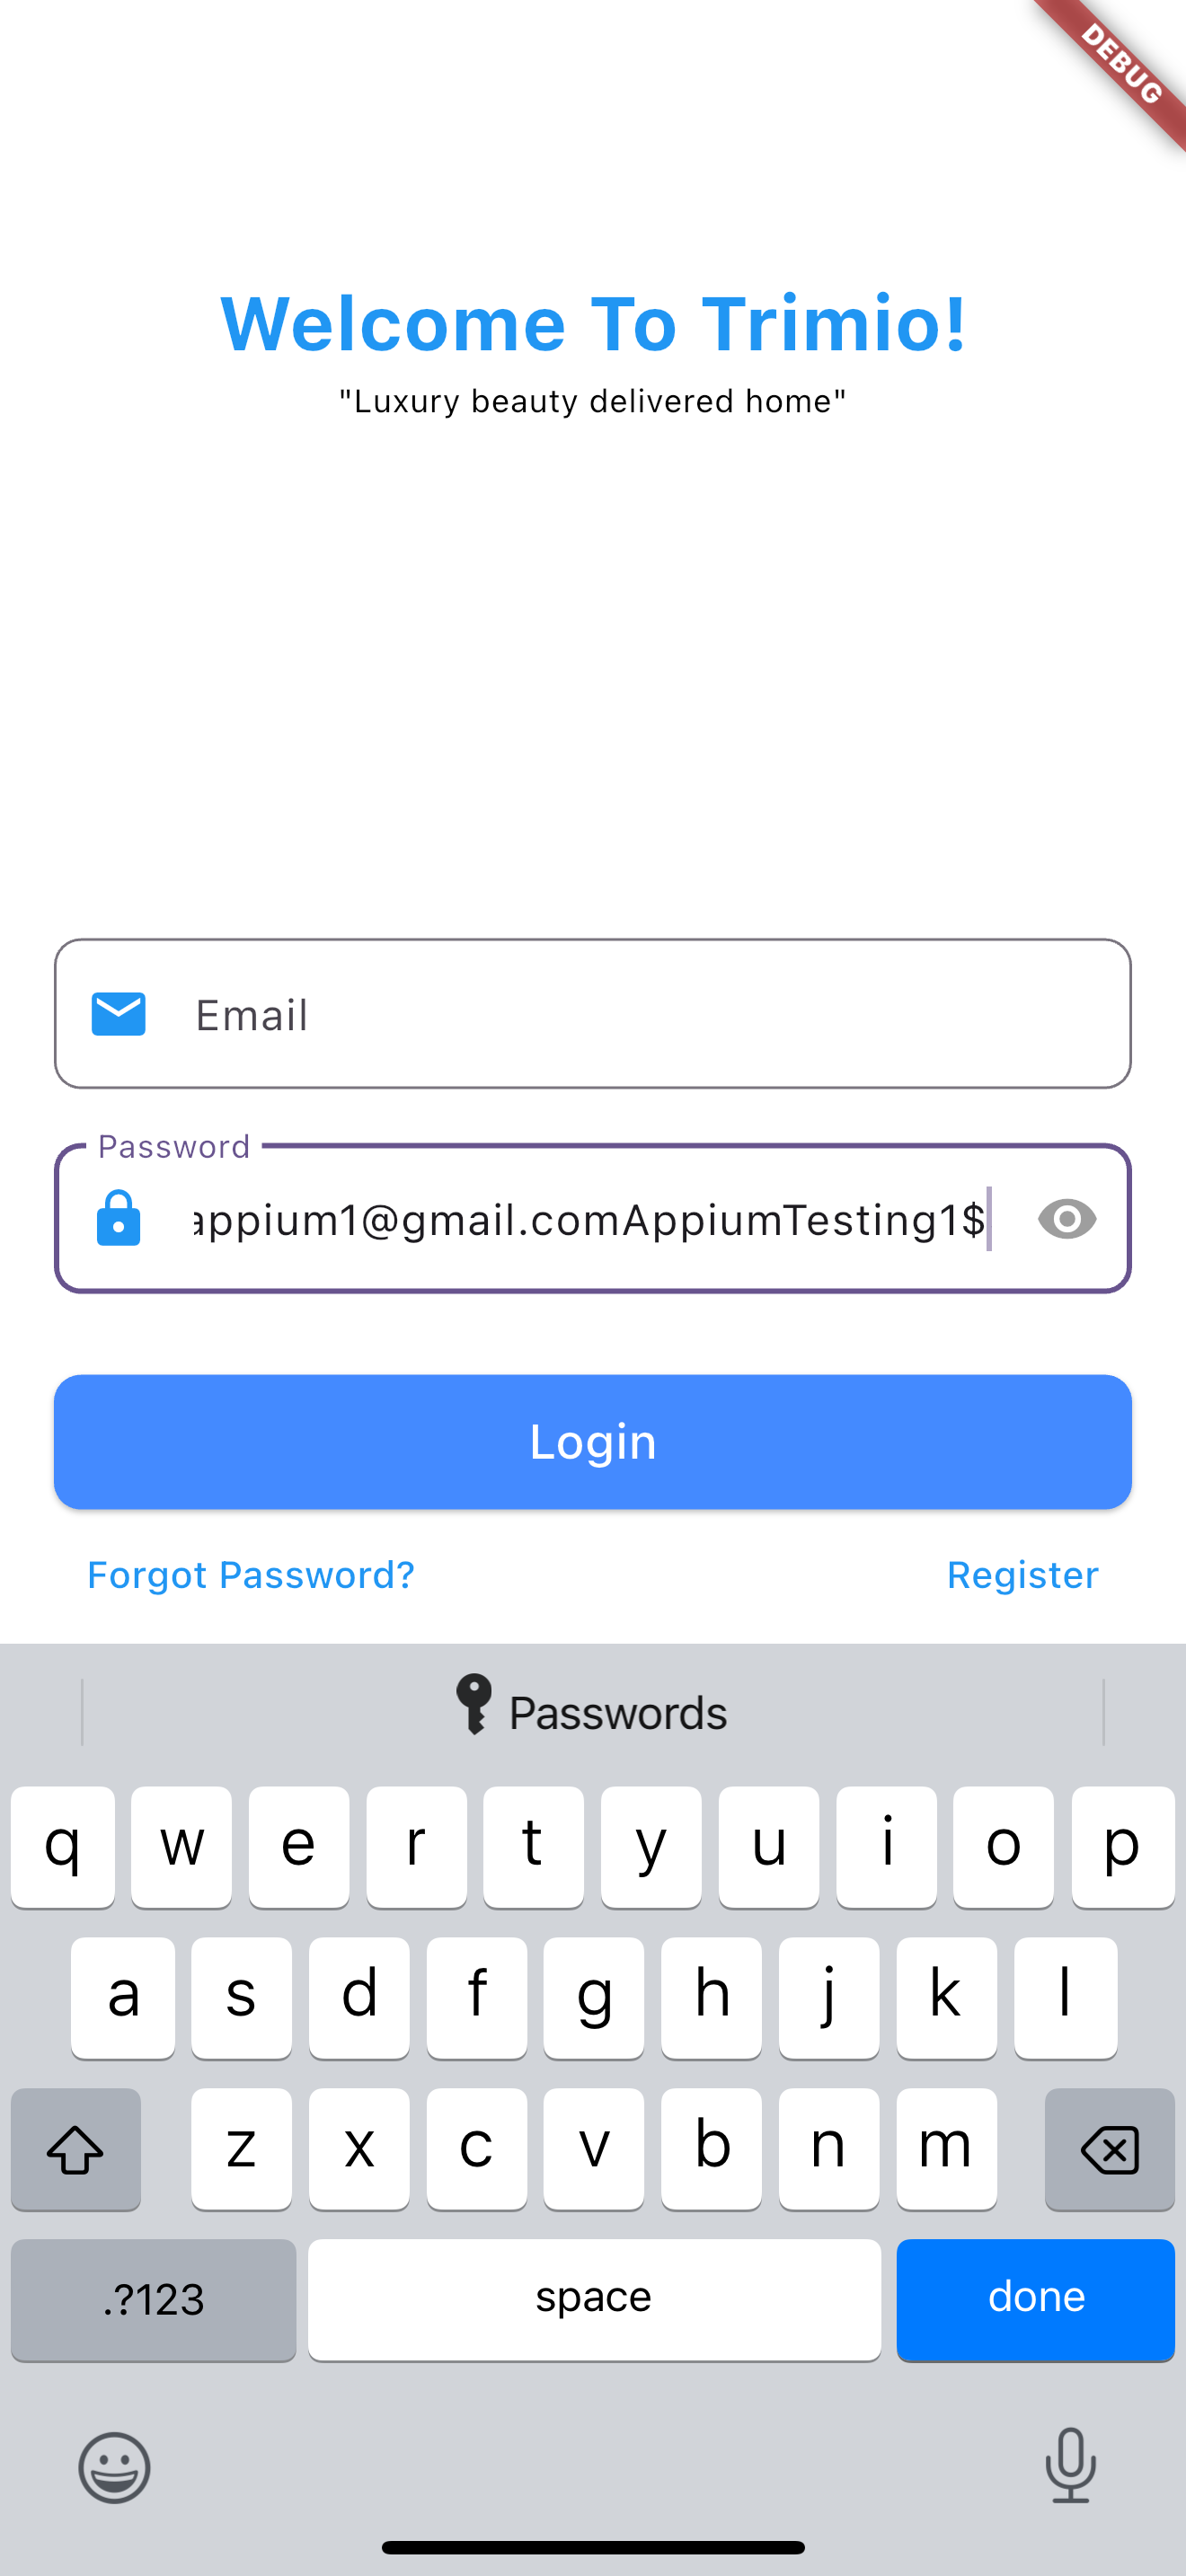 DEBUG
Welcome To Trimio!
"Luxury beauty delivered home"
Email
Password
appium1@gmail.comAppiumTesting1$
Login
Forgot Password? Register
Passwords
q w e r t y u i o p
a s d f g h j k l
z x c v b n m
.?123 space done